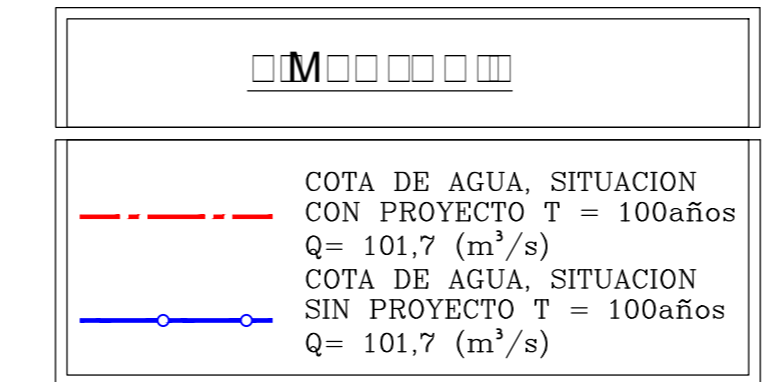 COTA DE AGUA, SITUACION
CON PROYECTO T = 100años
Q= 101,7 (m³/s)
COTA DE AGUA, SITUACION
SIN PROYECTO T = 100años
Q= 101,7 (m³/s)